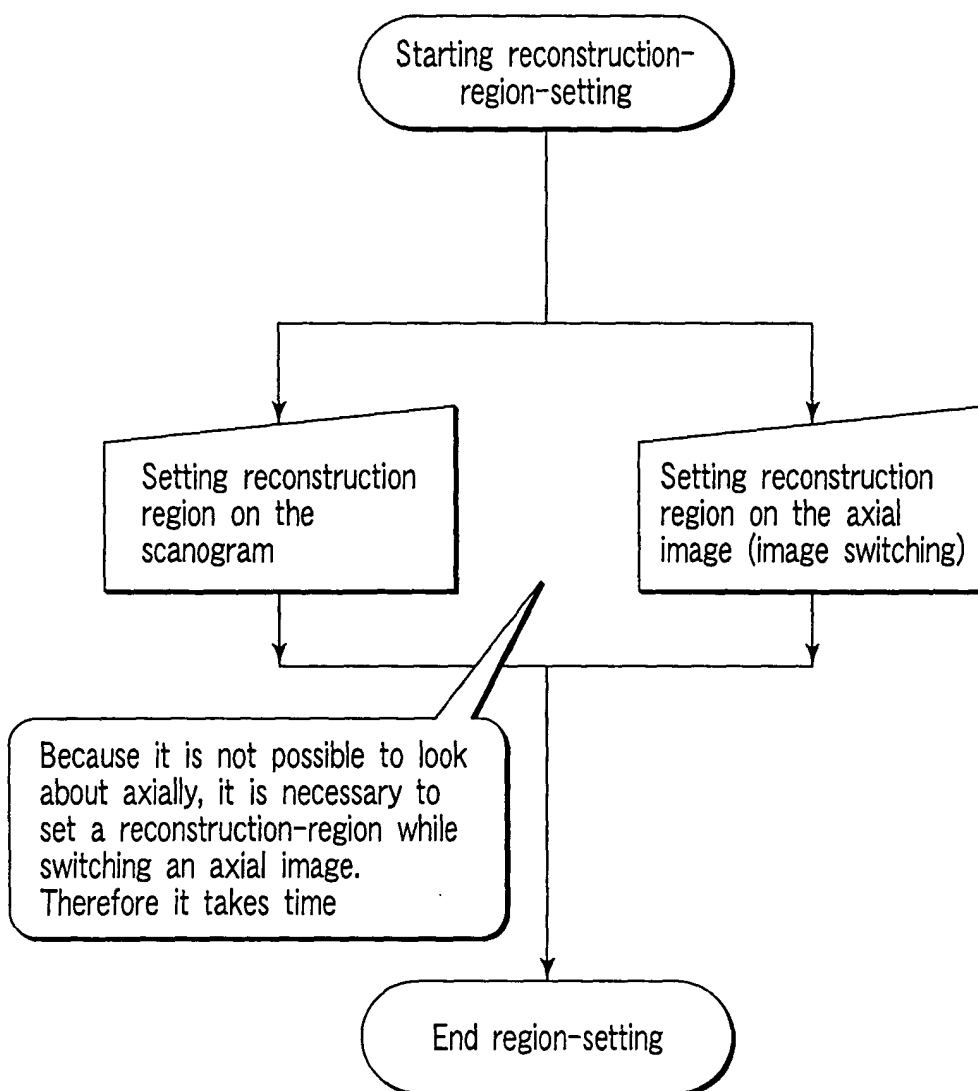 Starting reconstruction-
region-setting
Setting reconstruction
region on the
scanogram
Setting reconstruction
region on the axial
image (image switching)
Because it is not possible to look
about axially, it is necessary to
set a reconstruction-region while
switching an axial image.
Therefore it takes time
End region-setting